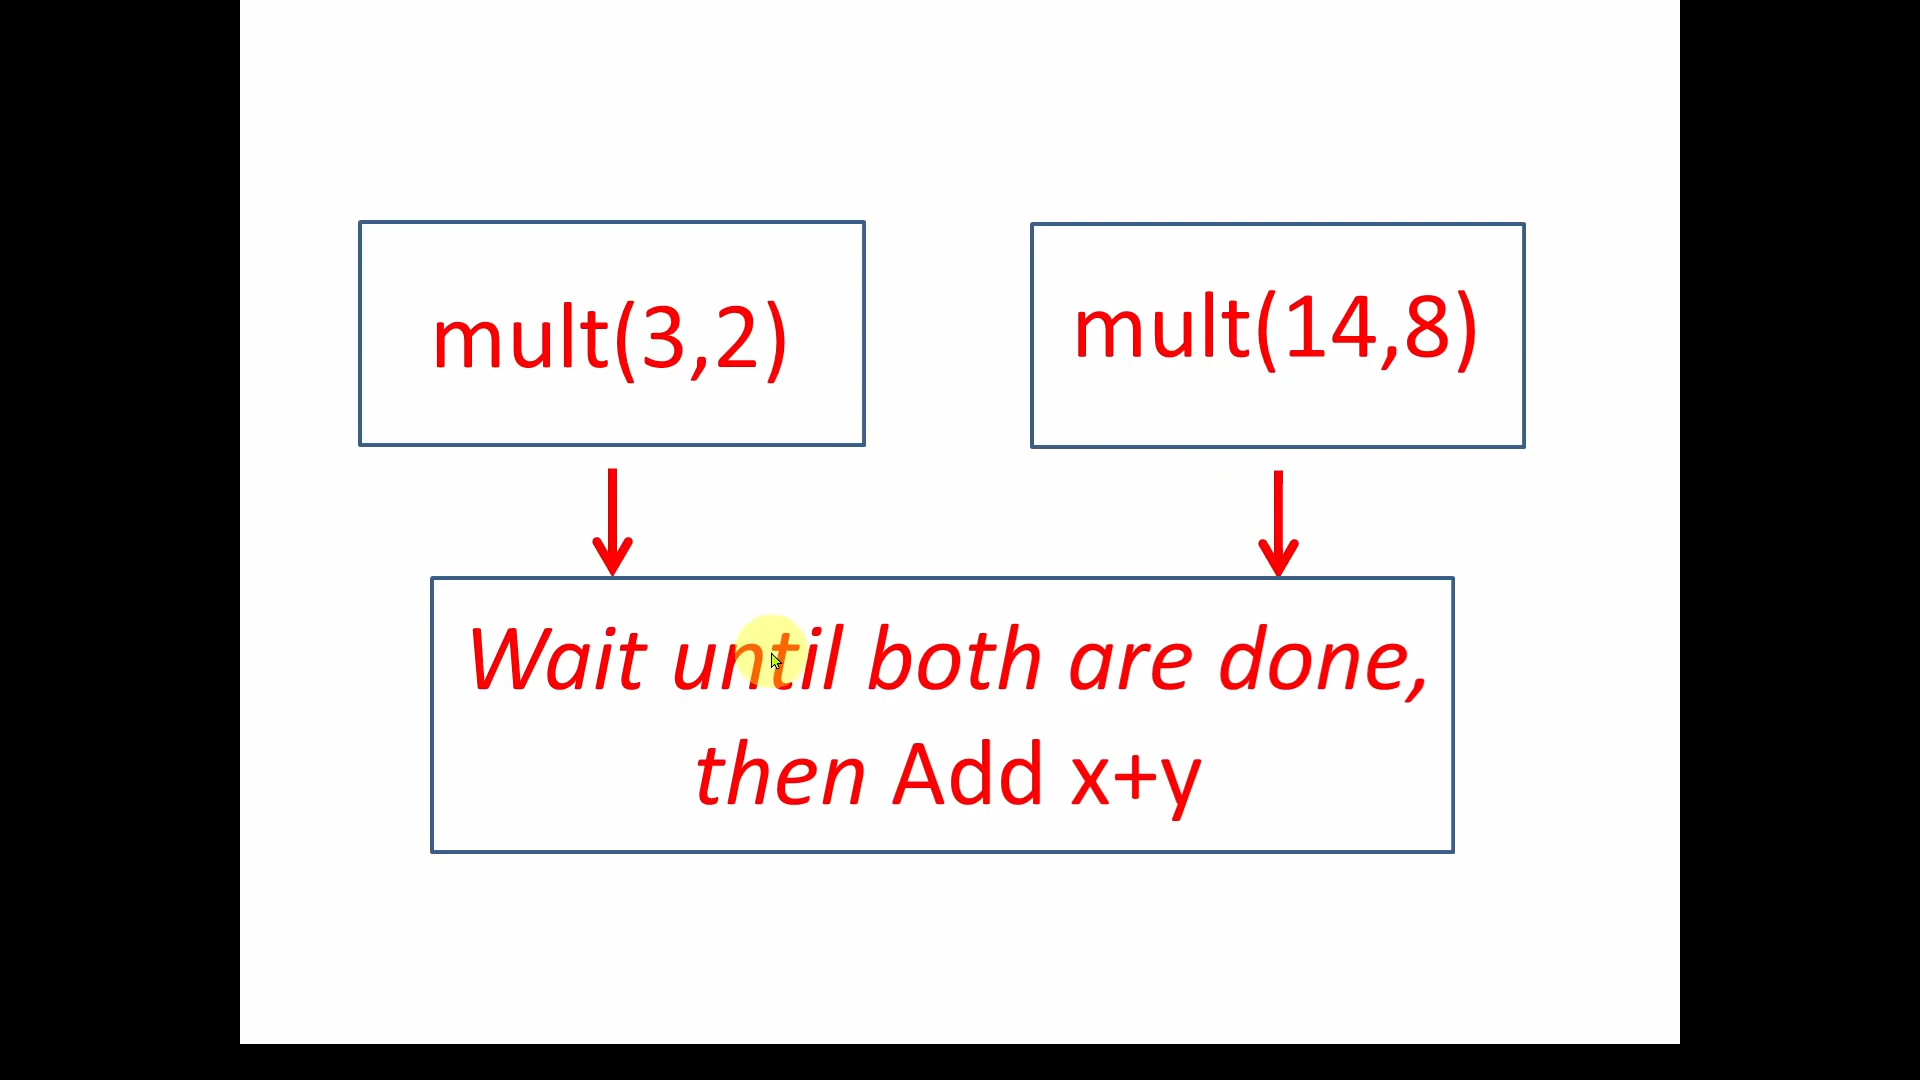 mult(3,2)
mult(14,8)
Wait until both are done,
then Add x+y